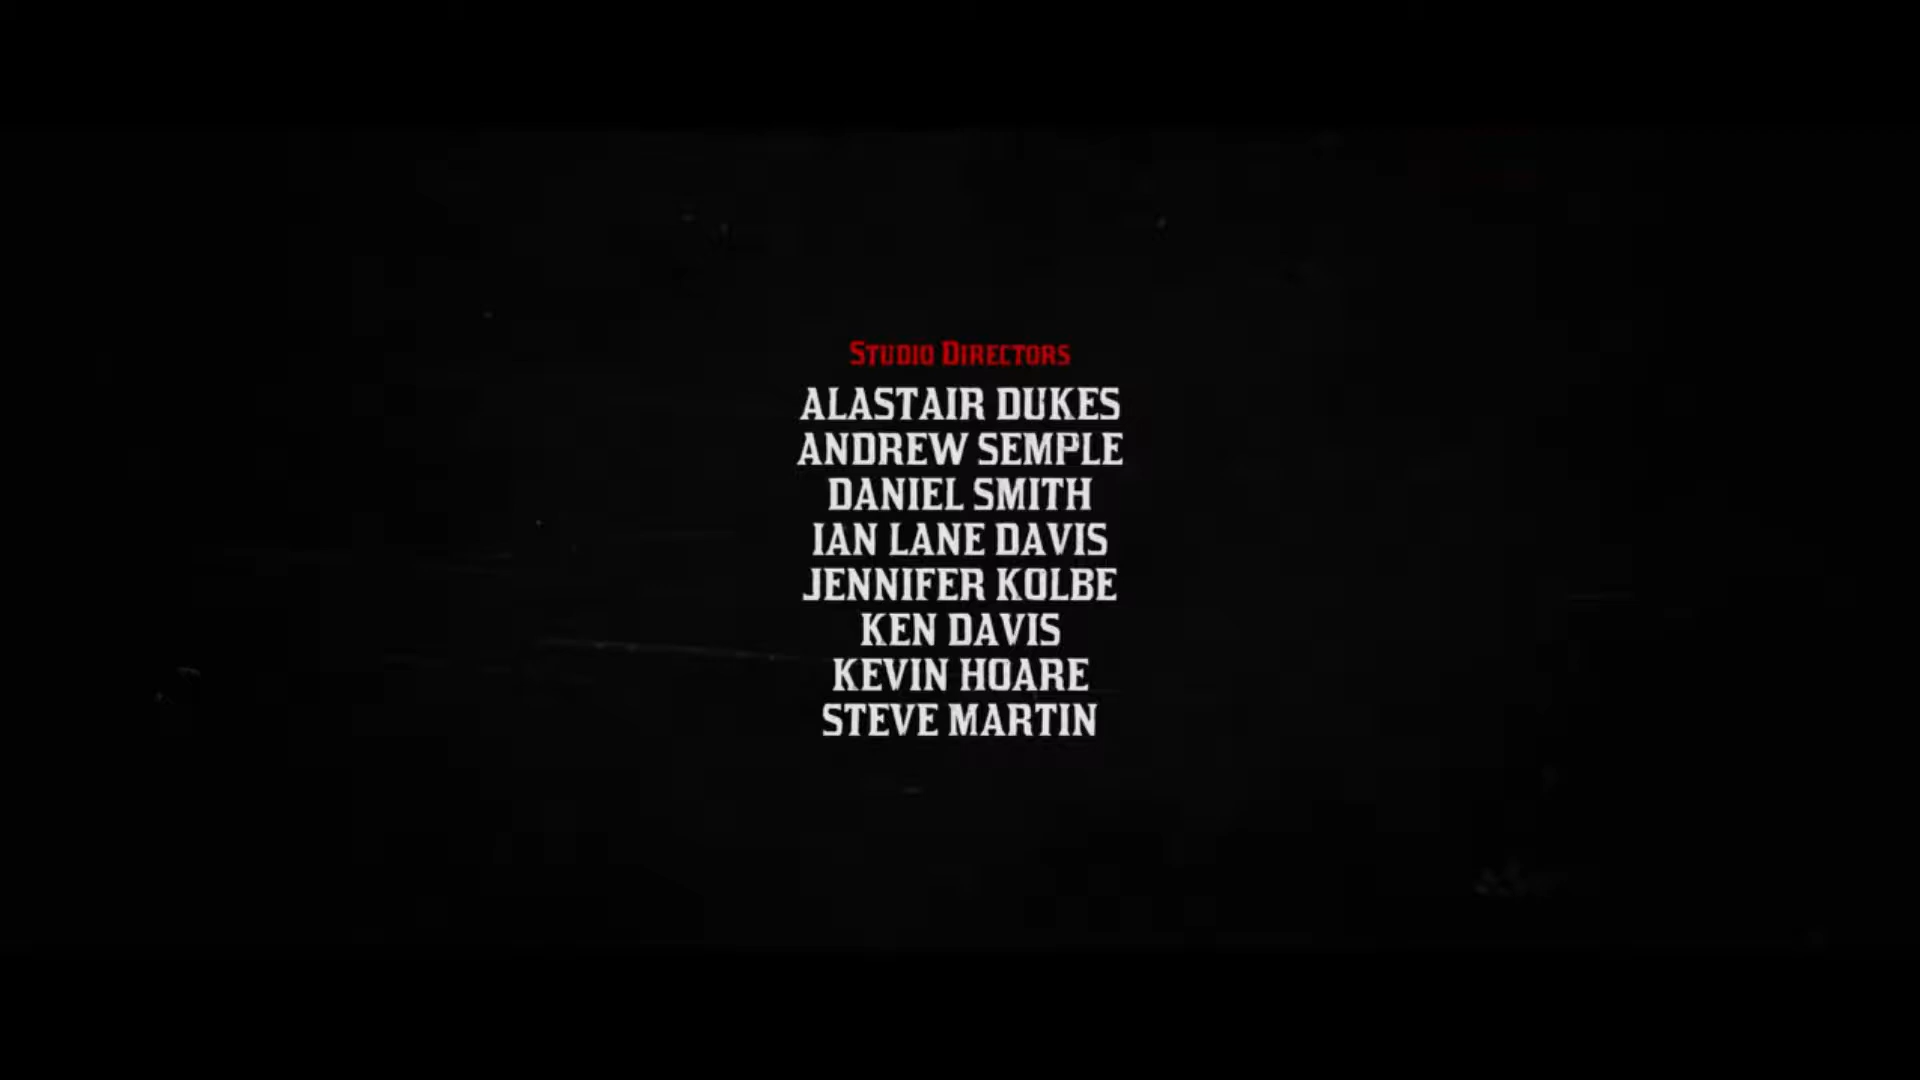 Studio Directors
ALASTAIR DUKES
ANDREW SEMPLE
DANIEL SMITH
IAN LANE DAVIS
JENNIFER KOLBE
KEN DAVIS
KEVIN HOARE
STEVE MARTIN